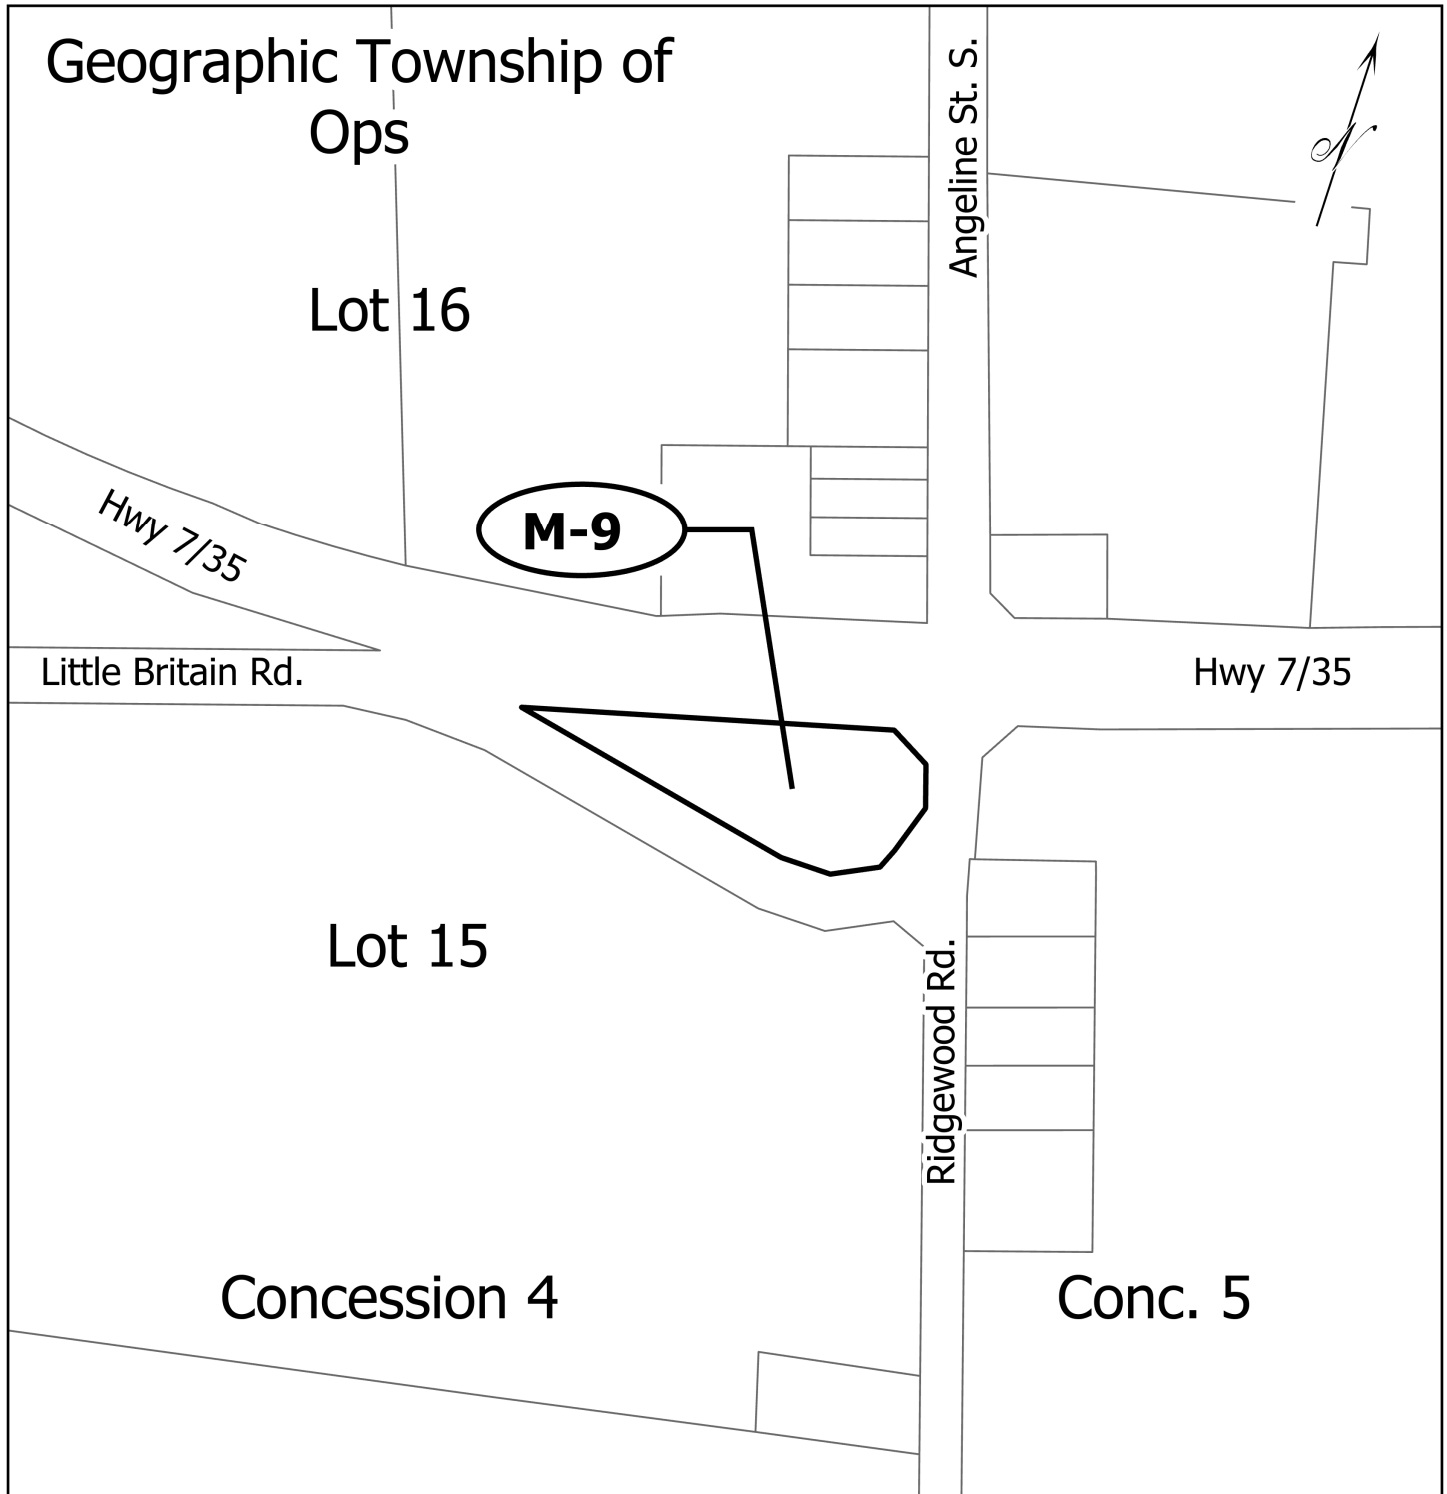 Geographic Township of
Ops
Angeline St. S.
N
Lot 16
Hwy 7/35
M-9
Little Britain Rd.
Hwy 7/35
Lot 15
Ridgewood Rd.
Concession 4
Conc. 5